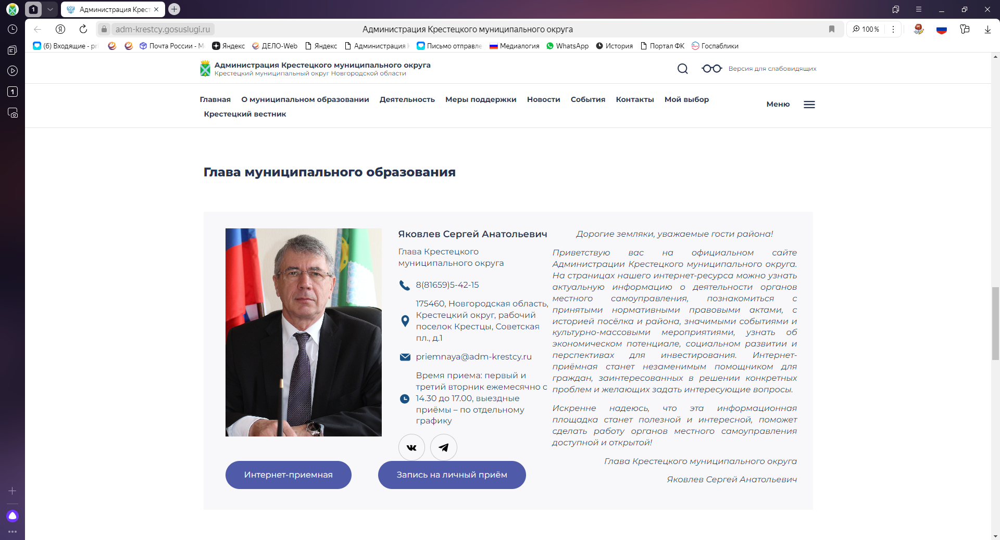 1
Администрация Крест
adm-krestcy.gosuslugi.ru
Администрация Крестецкого муниципального округа
100 %
(6) Входящие - pri
Почта России - М
Яндекс
ДЕЛО-Web
Яндекс
Администрация
Письмо отправле
Медиалогия
WhatsApp
История
Портал ФК
Госпаблики
1
Администрация Крестецкого муниципального округа
Крестецкий муниципальный округ Новгородской области
Версия для слабовидящих
Главная
О муниципальном образовании
Деятельность
Меры поддержки
Новости
События
Контакты
Мой выбор
Крестецкий вестник
Меню
Глава муниципального образования
Яковлев Сергей Анатольевич
Глава Крестецкого
муниципального округа
8(81659)5-42-15
175460, Новгородская область,
Крестецкий округ, рабочий
поселок Крестцы, Советская
пл., д.1
priemnaya@adm-krestcy.ru
Время приема: первый и
третий вторник ежемесячно с
14.30 до 17.00, выездные
приёмы – по отдельному
графику
Интернет-приемная
Запись на личный приём
Дорогие земляки, уважаемые гости района!
Приветствую вас на официальном сайте
Администрации Крестецкого муниципального округа.
На страницах нашего интернет-ресурса можно узнать
актуальную информацию о деятельности органов
местного самоуправления, познакомиться с
принятыми нормативными правовыми актами, с
историей посёлка и района, значимыми событиями и
культурно-массовыми мероприятиями, узнать об
экономическом потенциале, социальном развитии и
перспективах для инвестирования. Интернет-
приёмная станет незаменимым помощником для
граждан, заинтересованных в решении конкретных
проблем и желающих задать интересующие вопросы.
Искренне надеюсь, что эта информационная
площадка станет полезной и интересной, поможет
сделать работу органов местного самоуправления
доступной и открытой!
Глава Крестецкого муниципального округа
Яковлев Сергей Анатольевич